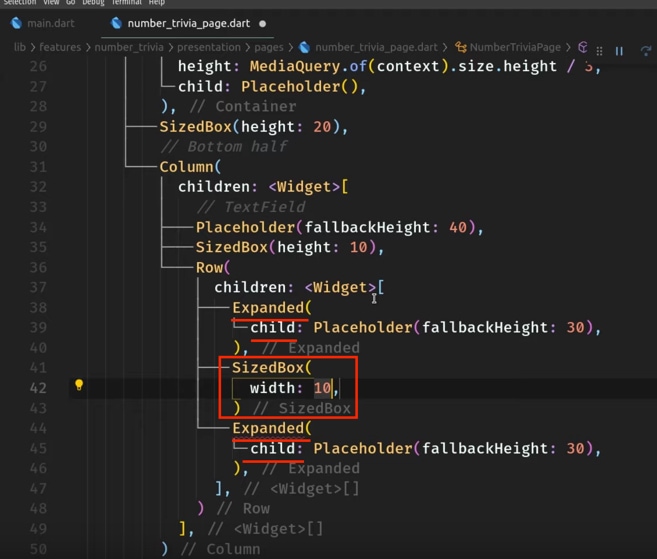 Selection View Go Debug Terminal Help
main.dart number_trivia_page.dart
lib › features › number_trivia › presentation › pages › number_trivia_page.dart › NumberTriviaPage ›
26 height: MediaQuery.of(context).size.height / 3,
27 child: Placeholder(),
28 ), // Container
29 SizedBox(height: 20),
30 // Bottom half
31 Column(
32 children: <Widget>[
33 // TextField
34 Placeholder(fallbackHeight: 40),
35 SizedBox(height: 10),
36 Row(
37 children: <Widget>[
38 Expanded(
39 child: Placeholder(fallbackHeight: 30),
40 ), // Expanded
41 SizedBox(
42 width: 10,
43 ) // SizedBox
44 Expanded(
45 child: Placeholder(fallbackHeight: 30),
46 ), // Expanded
47 ], // <Widget>[]
48 ) // Row
49 ], // <Widget>[]
50 ) // Column